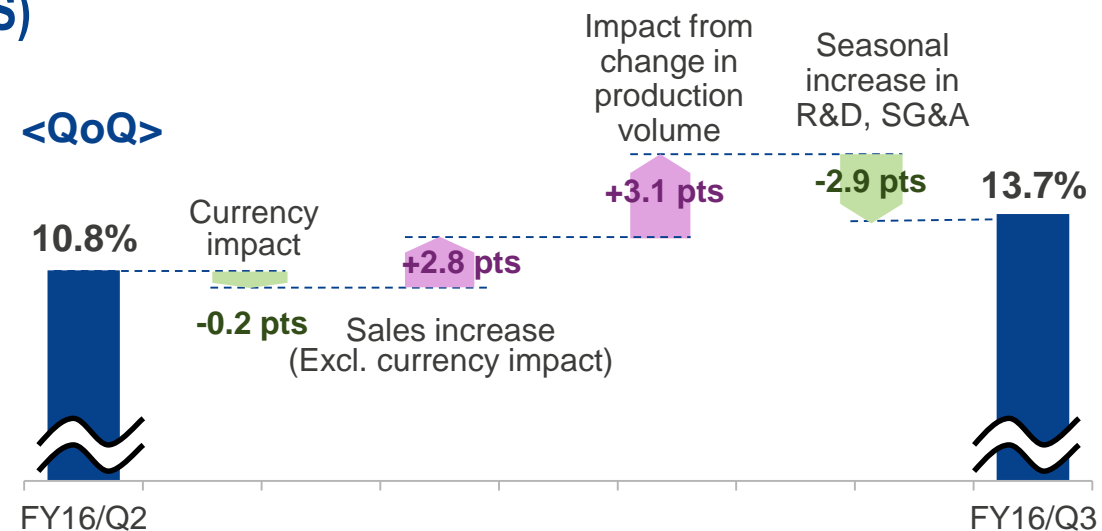 S)
<QoQ>
10.8%
Currency
impact
-0.2 pts
+2.8 pts
Sales increase
(Excl. currency impact)
Impact from
change in
production
volume
+3.1 pts
Seasonal
increase in
R&D, SG&A
-2.9 pts
13.7%
FY16/Q2
FY16/Q3